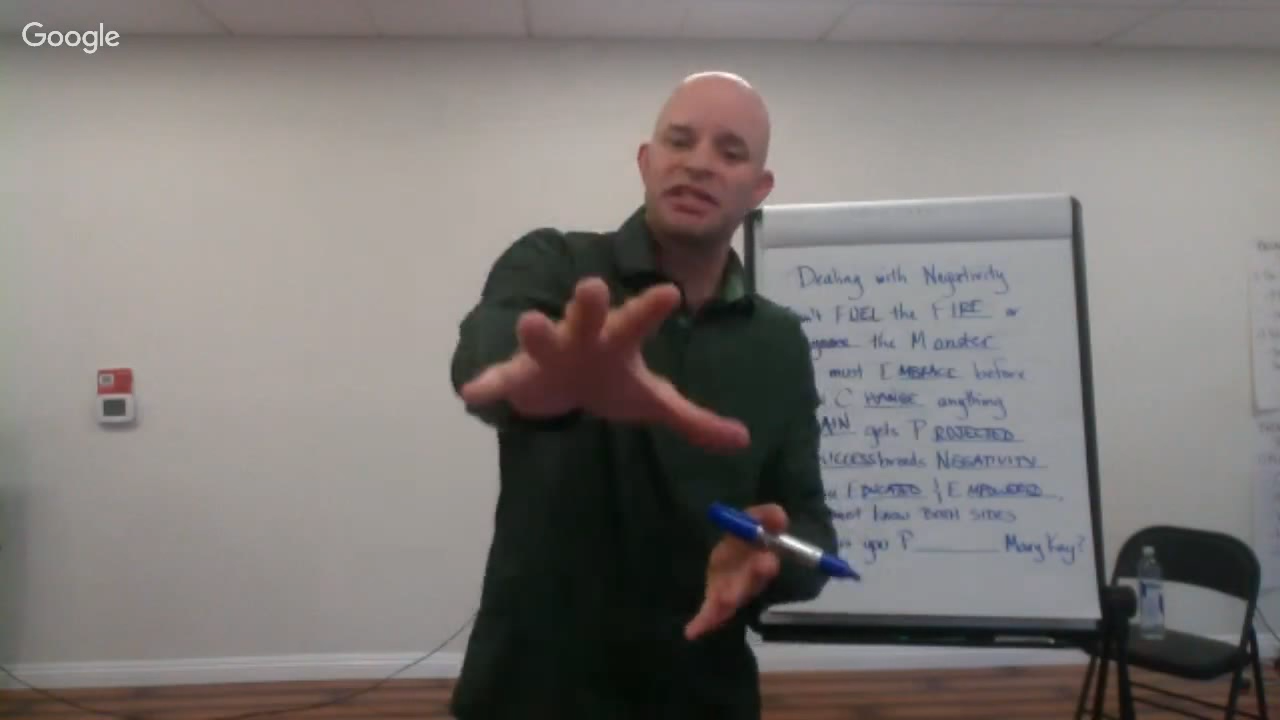 Google
Dealing with Negativity
FUEL the FIRE or
the Monster
must EMBRACE before
CHANGE anything
gets PROJECTED
breeds NEGATIVITY
EDUCATED & EMPOWERED
know BOTH SIDES
you P________ Mary Kay?